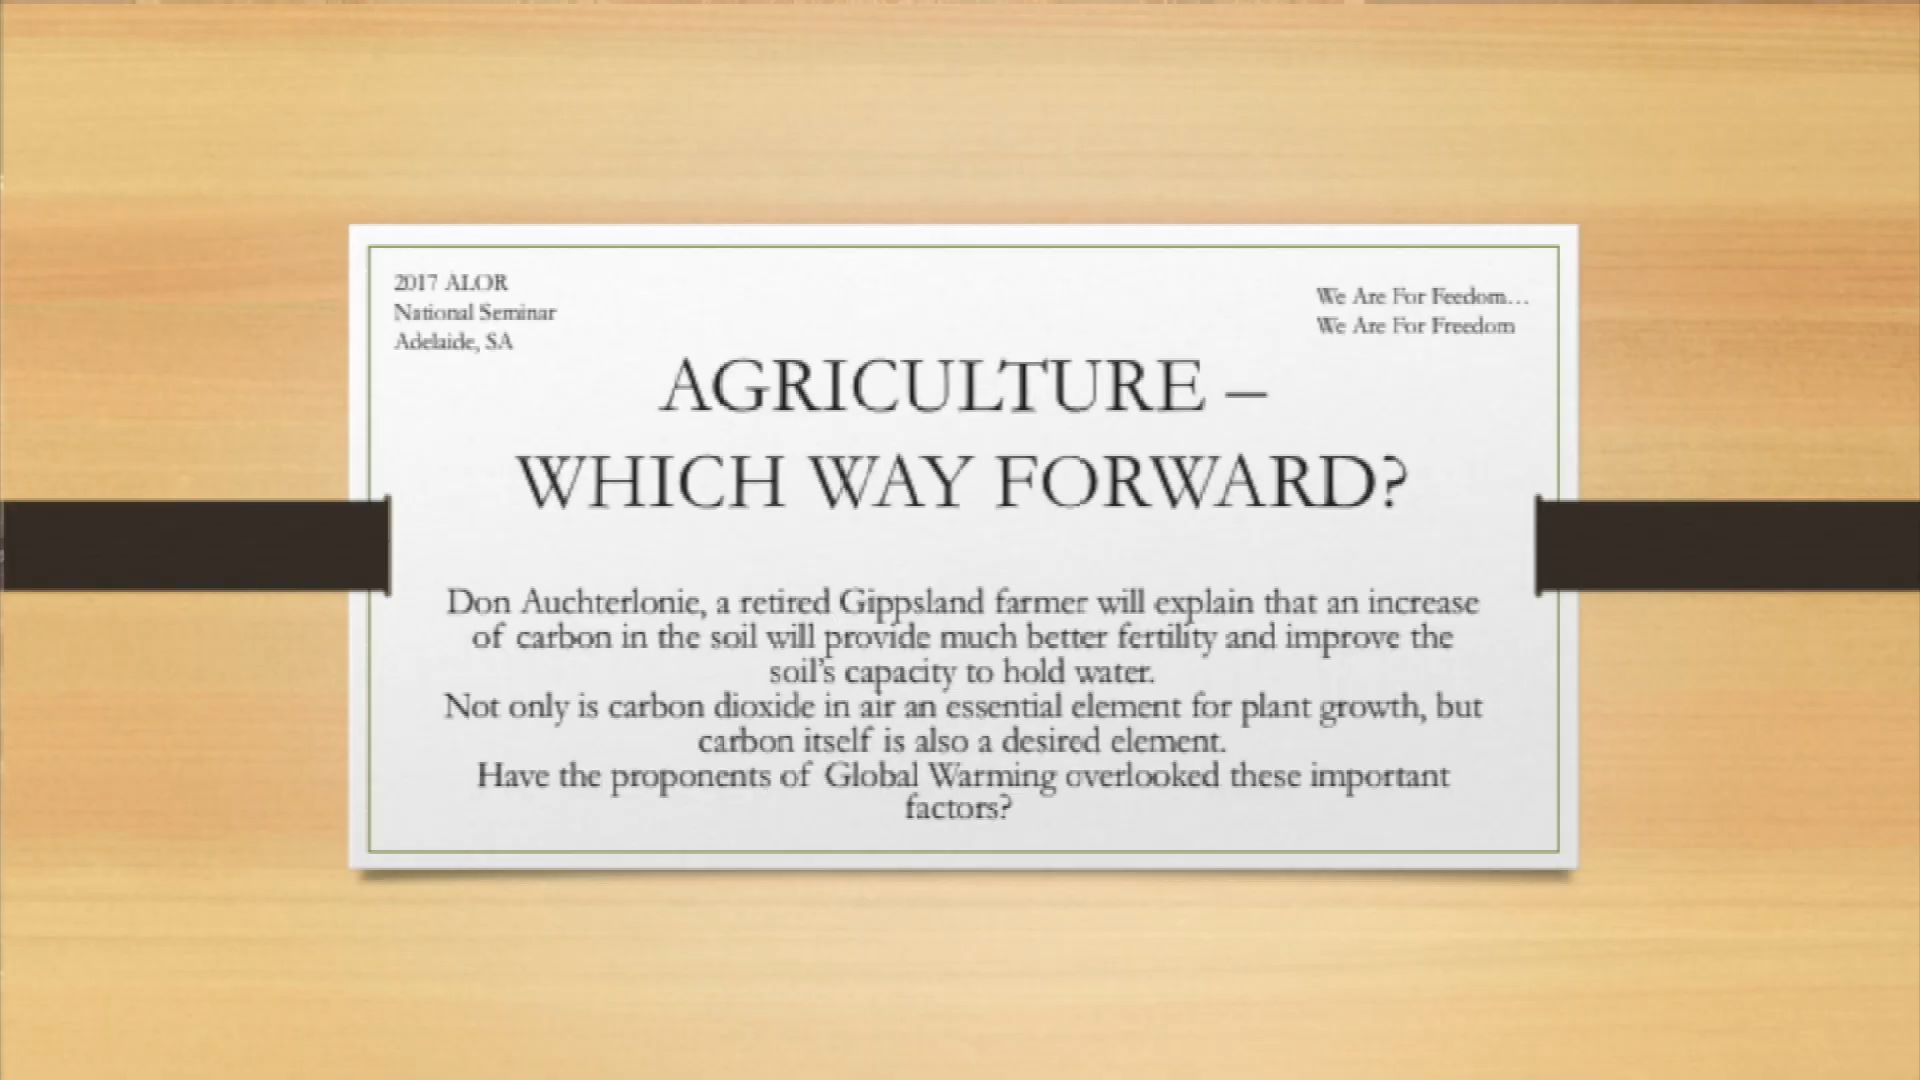 2017 ALOR
National Seminar
Adelaide, SA
We Are For Feedom...
We Are For Freedom
AGRICULTURE –
WHICH WAY FORWARD?
Don Auchterlonie, a retired Gippsland farmer will explain that an increase
of carbon in the soil will provide much better fertility and improve the
soil's capacity to hold water.
Not only is carbon dioxide in air an essential element for plant growth, but
carbon itself is also a desired element.
Have the proponents of Global Warming overlooked these important
factors?